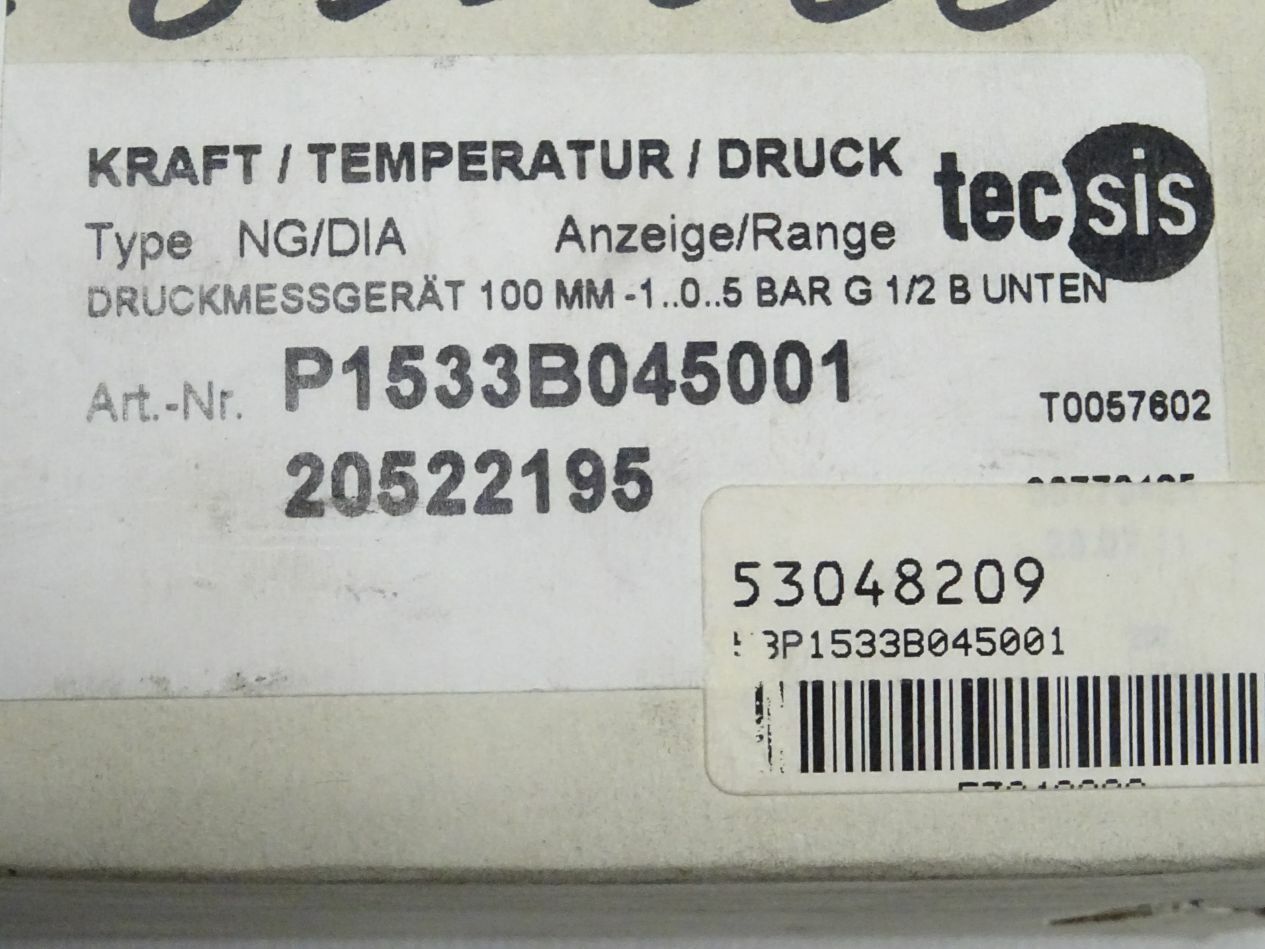 KRAFT / TEMPERATUR / DRUCK
tecsis
Type NG/DIA Anzeige/Range
DRUCKMESSGERÄT 100 MM -1..0..5 BAR G 1/2 B UNTEN
Art.-Nr. P1533B045001
T0057602
20522195
53048209
P1533B045001